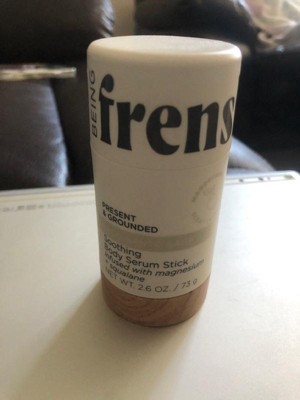 BEING
frens
PRESENT
& GROUNDED
Soothing
Body Serum Stick
infused with magnesium
+ squalane
NET WT. 2.6 OZ. / 73 g